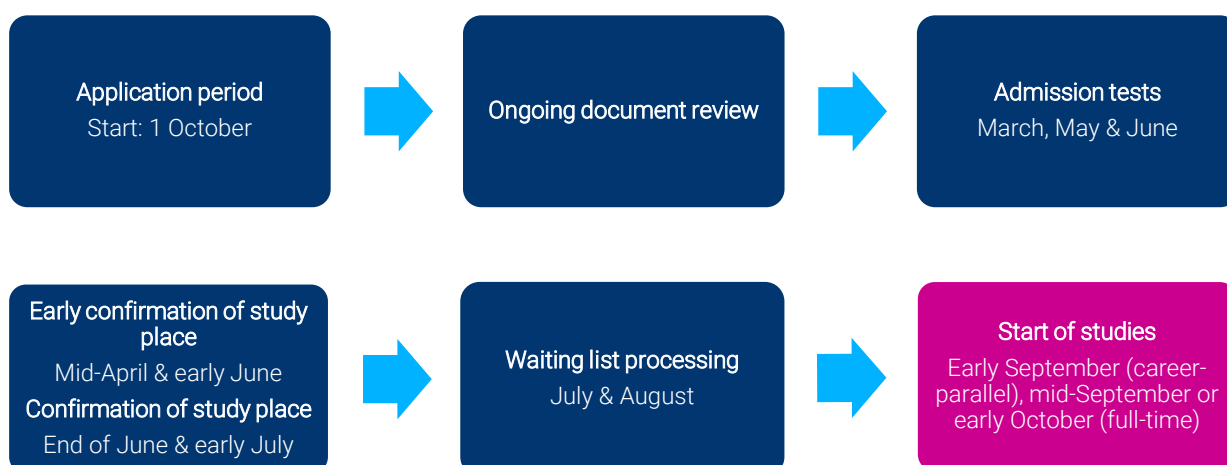 Application period
Start: 1 October
Ongoing document review
Admission tests
March, May & June
Early confirmation of study
place
Mid-April & early June
Confirmation of study place
End of June & early July
Waiting list processing
July & August
Start of studies
Early September (career-
parallel), mid-September or
early October (full-time)